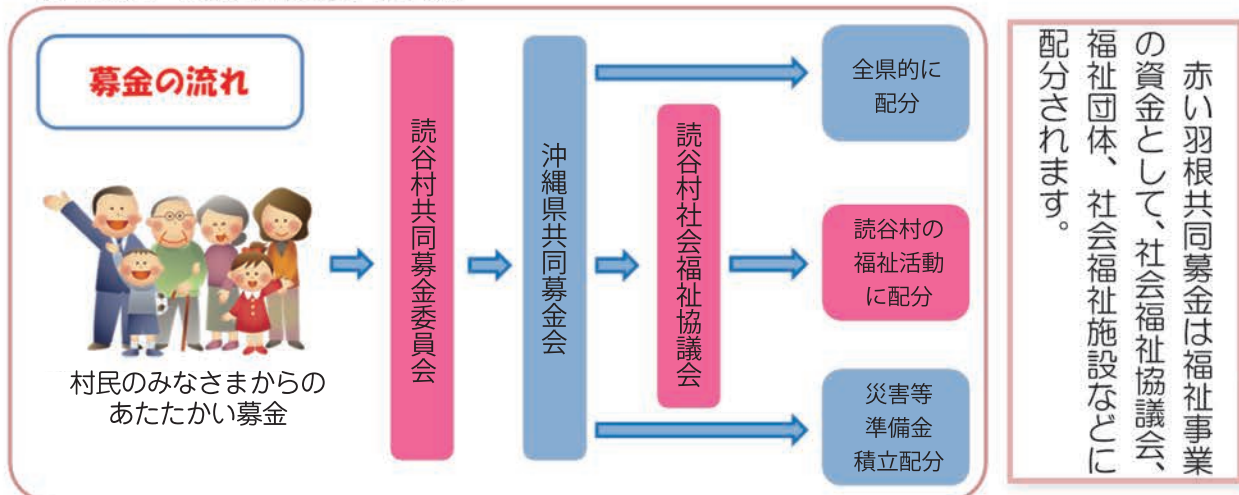 募金の流れ
村民のみなさまからの
あたたかい募金
読谷村共同募金委員会
沖縄県共同募金会
読谷村社会福祉協議会
全県的に
配分
読谷村の
福祉活動
に配分
災害等
準備金
積立配分
赤い羽根共同募金は福祉事業
の資金として、社会福祉協議会、
福祉団体、社会福祉施設などに
配分されます。